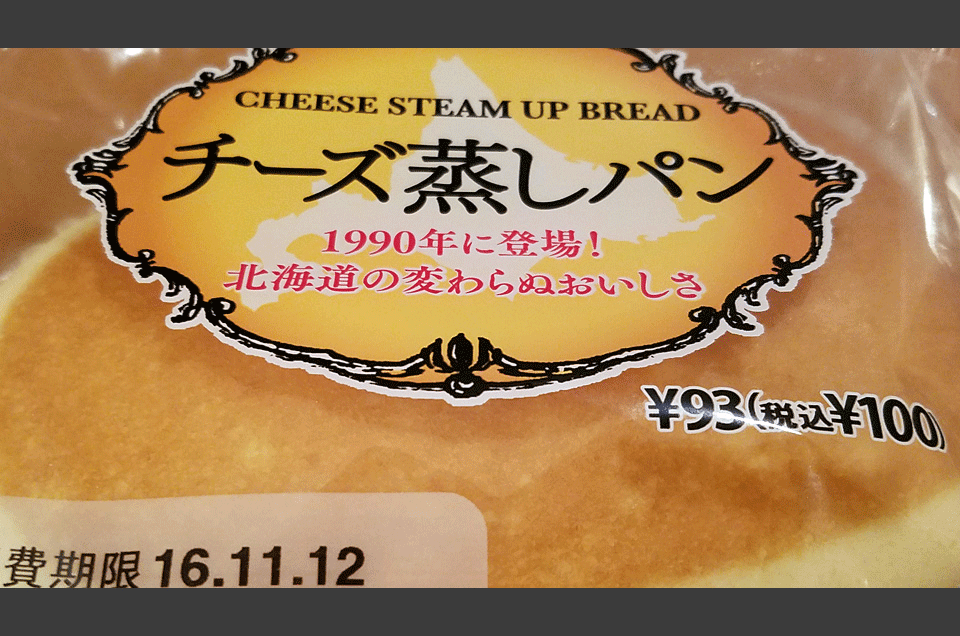 CHEESE STEAM UP BREAD
チーズ蒸しパン
1990年に登場!
北海道の変わらぬおいしさ
¥93(税込¥100)
費期限 16.11.12